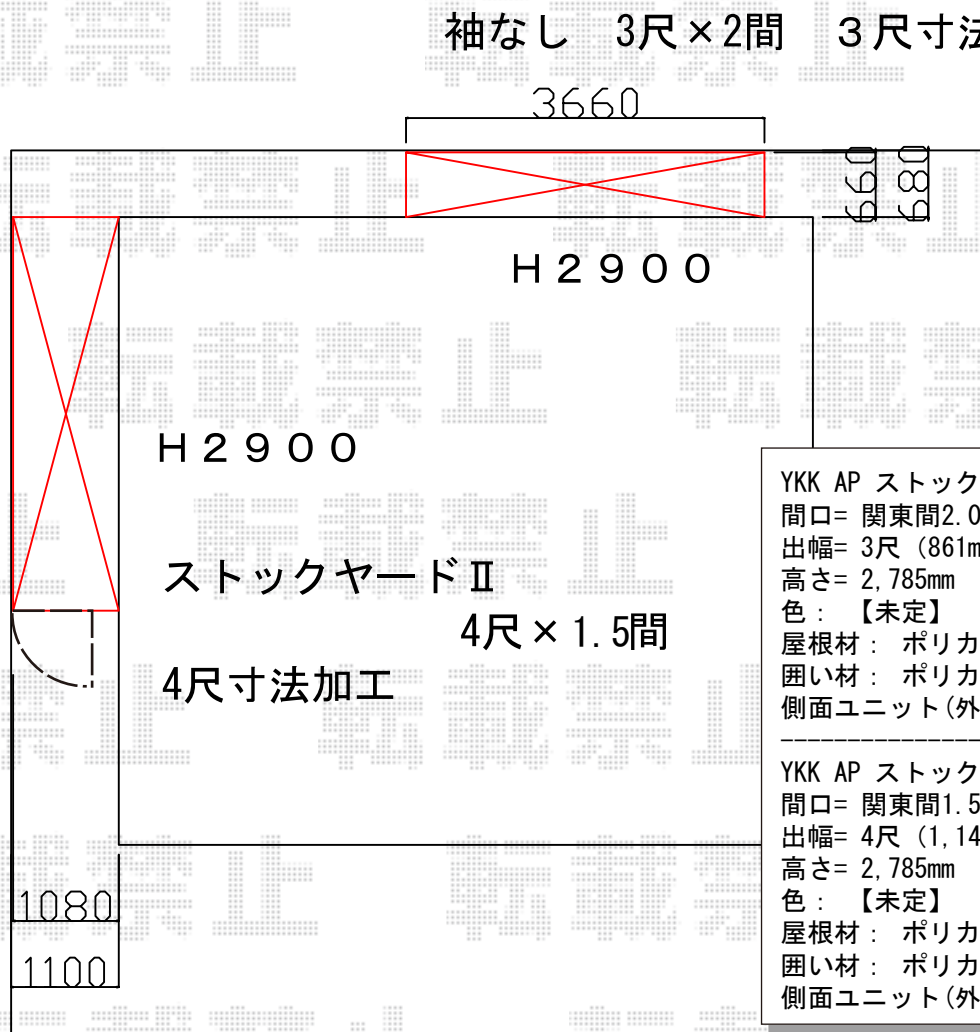 袖なし　3尺×2間　３尺寸法
3660
660
680
Ｈ２９００
Ｈ２９００
ストックヤードⅡ
4尺×1.5間
4尺寸法加工
1080
1100
YKK AP ストック
間口= 関東間2.0
出幅= 3尺（861m
高さ= 2,785mm
色： 【未定】
屋根材： ポリカ
囲い材： ポリカ
側面ユニット(外
YKK AP ストック
間口= 関東間1.5
出幅= 4尺（1,14
高さ= 2,785mm
色： 【未定】
屋根材： ポリカ
囲い材： ポリカ
側面ユニット(外
転載禁止